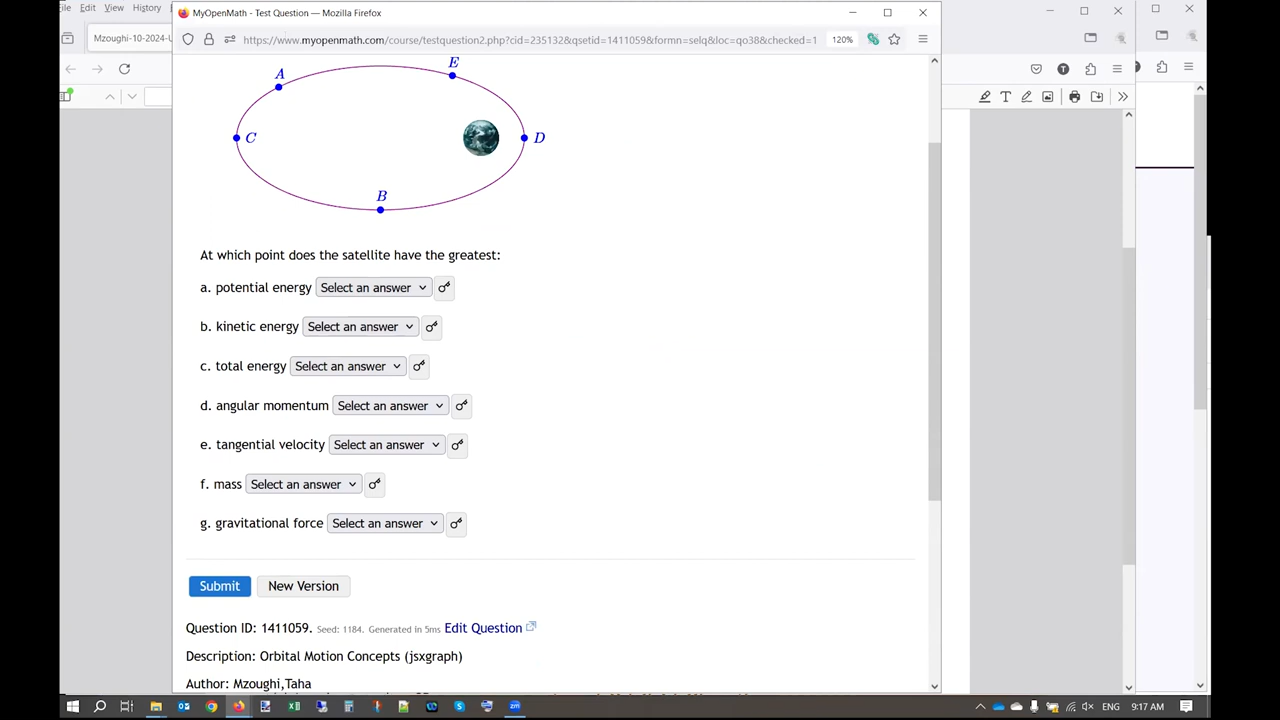 File Edit View History
MyOpenMath - Test Question — Mozilla Firefox
9:17 AM
Mzoughi-10-2024-U
https://www.myopenmath.com/course/testquestion2.php?cid=235132&qsetid=1411059&formn=selq&loc=qo38&checked=1
120%
T
T
A
E
C
D
B
At which point does the satellite have the greatest:
a. potential energy Select an answer
b. kinetic energy Select an answer
c. total energy Select an answer
d. angular momentum Select an answer
e. tangential velocity Select an answer
f. mass Select an answer
g. gravitational force Select an answer
Submit New Version
Question ID: 1411059. Seed: 1184. Generated in 5ms Edit Question
Description: Orbital Motion Concepts (jsxgraph)
Author: Mzoughi,Taha
ENG 9:17 AM